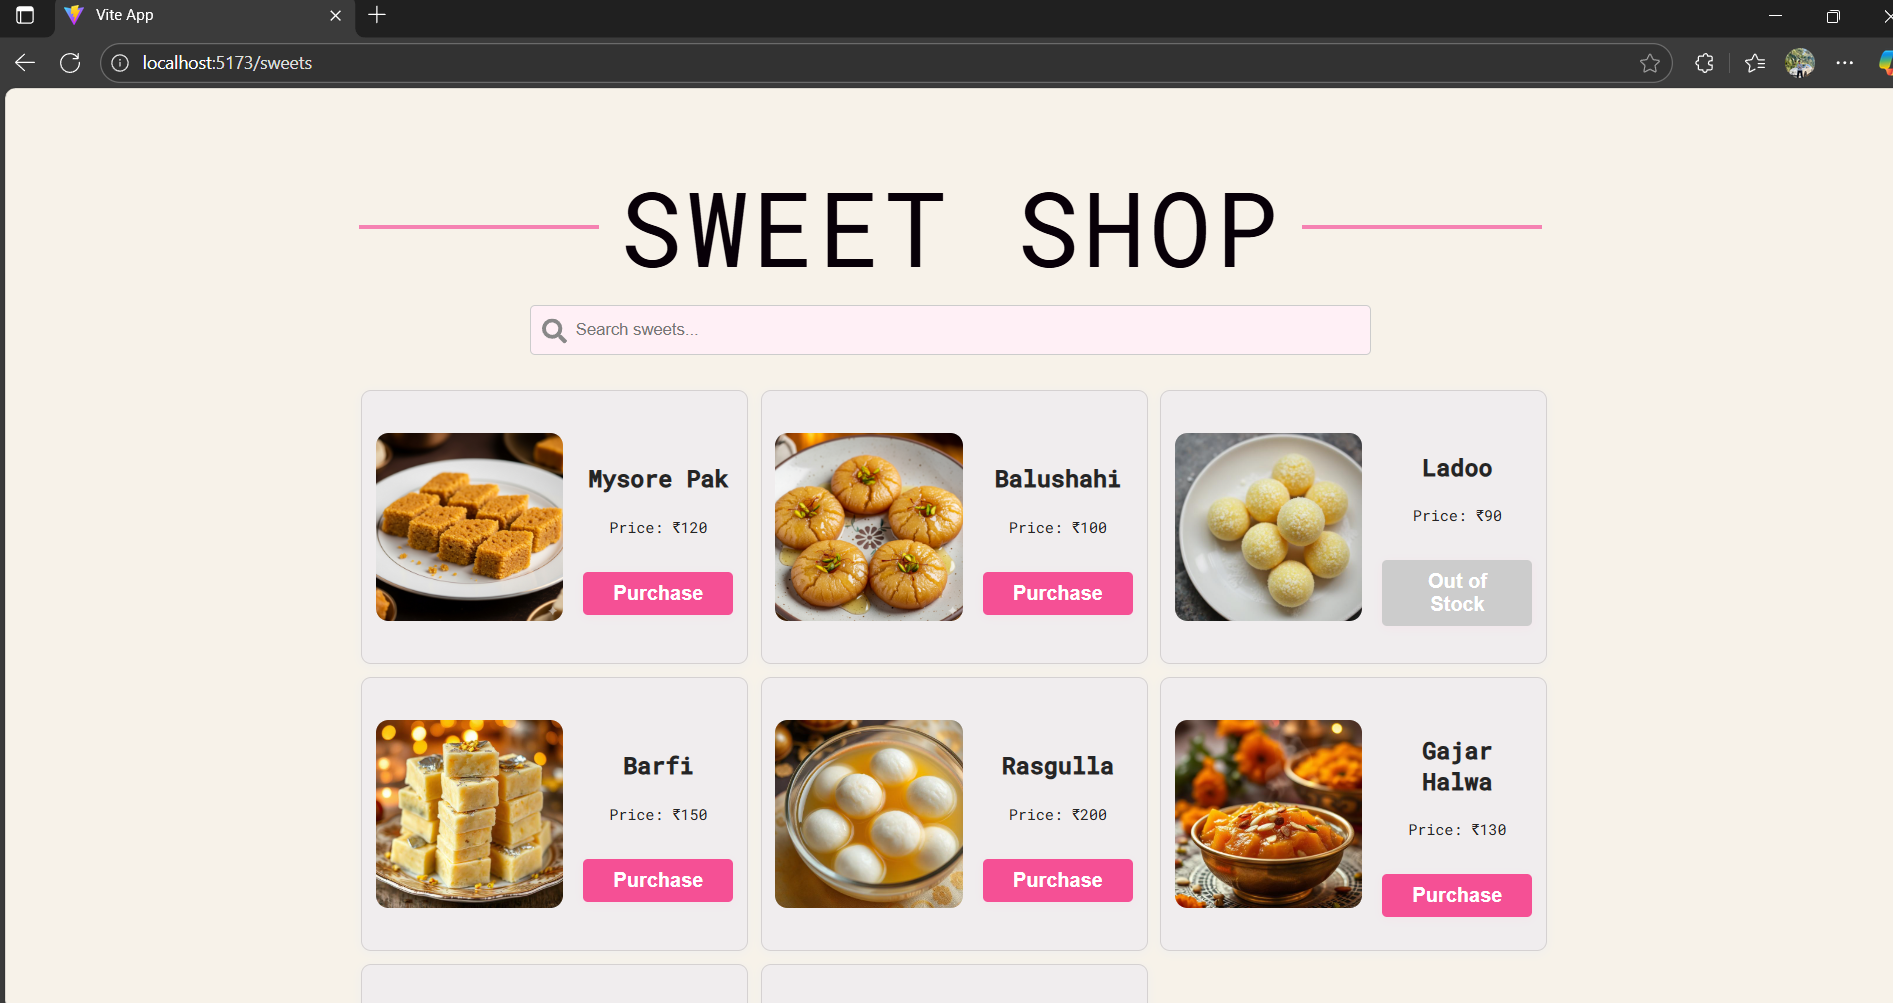 Vite App
localhost:5173/sweets
SWEET SHOP
Search sweets...
Mysore Pak
Price: ₹120
Purchase
Balushahi
Price: ₹100
Purchase
Ladoo
Price: ₹90
Out of
Stock
Barfi
Price: ₹150
Purchase
Rasgulla
Price: ₹200
Purchase
Gajar
Halwa
Price: ₹130
Purchase